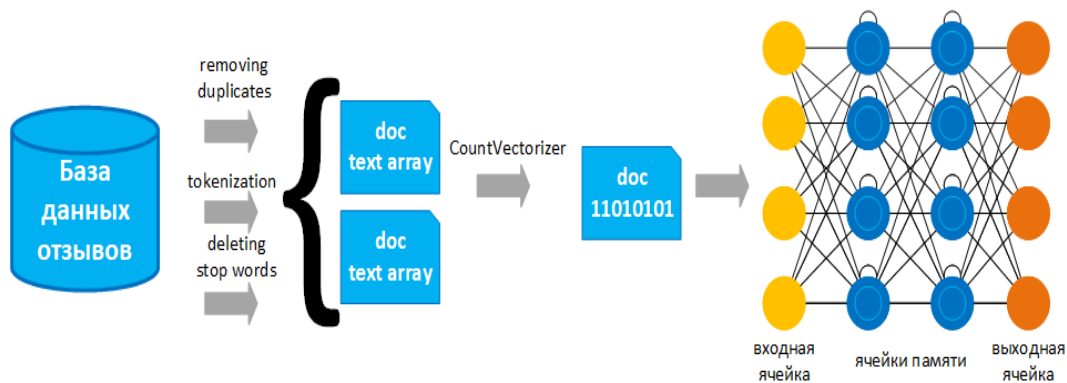 removing
duplicates
База
данных
отзывов
tokenization
deleting
stop words
doc
text array
doc
text array
CountVectorizer
doc
11010101
входная
ячейка
ячейки памяти
выходная
ячейка